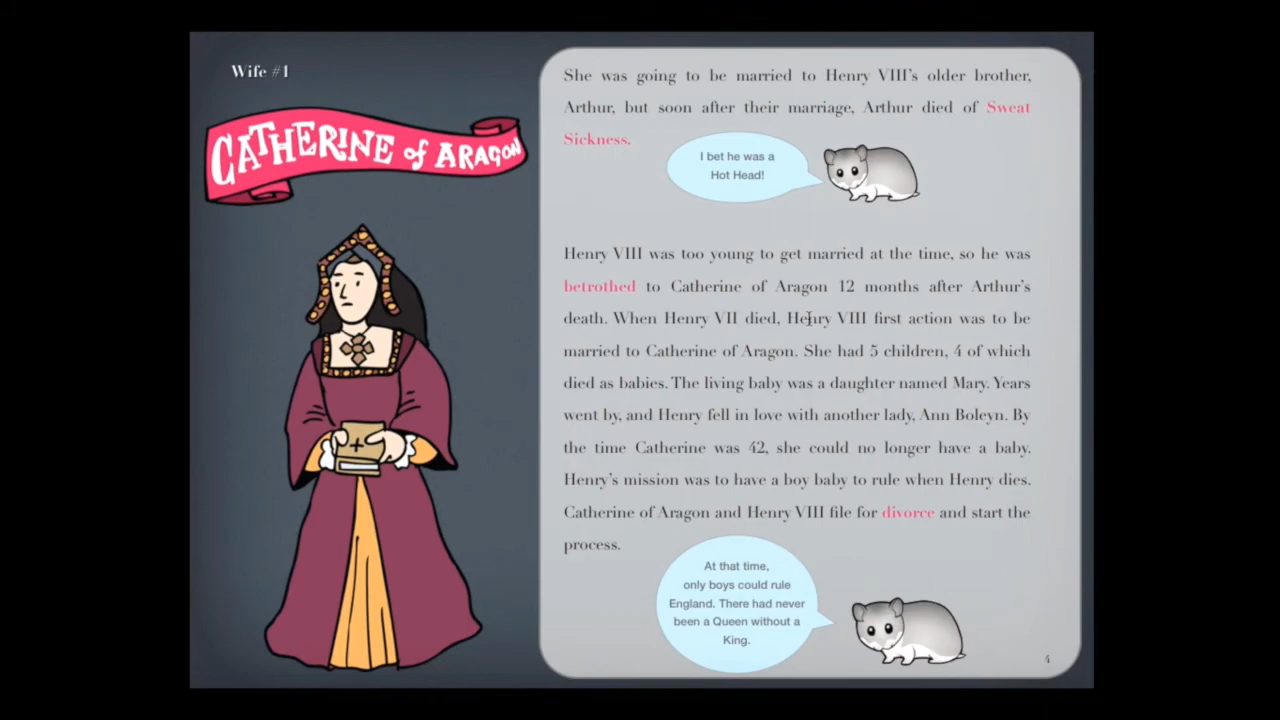 Wife #1
CATHERINE of ARAGON
She was going to be married to Henry VIII's older brother,
Arthur, but soon after their marriage, Arthur died of Sweat
Sickness.
I bet he was a
Hot Head!
Henry VIII was too young to get married at the time, so he was
betrothed to Catherine of Aragon 12 months after Arthur's
death. When Henry VII died, Henry VIII first action was to be
married to Catherine of Aragon. She had 5 children, 4 of which
died as babies. The living baby was a daughter named Mary. Years
went by, and Henry fell in love with another lady, Ann Boleyn. By
the time Catherine was 42, she could no longer have a baby.
Henry's mission was to have a boy baby to rule when Henry dies.
Catherine of Aragon and Henry VIII file for divorce and start the
process.
At that time,
only boys could rule
England. There had never
been a Queen without a
King.
4